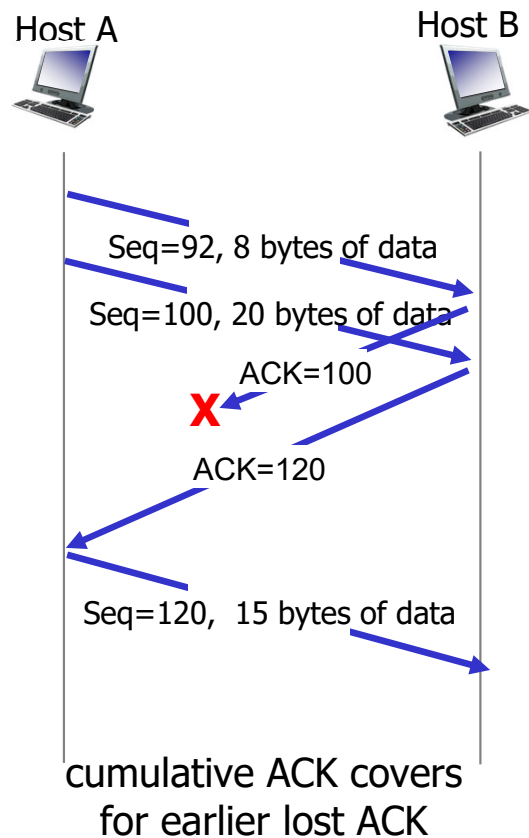 Host A
Host B
Seq=92, 8 bytes of data
Seq=100, 20 bytes of data
ACK=100
X
ACK=120
Seq=120, 15 bytes of data
cumulative ACK covers
for earlier lost ACK